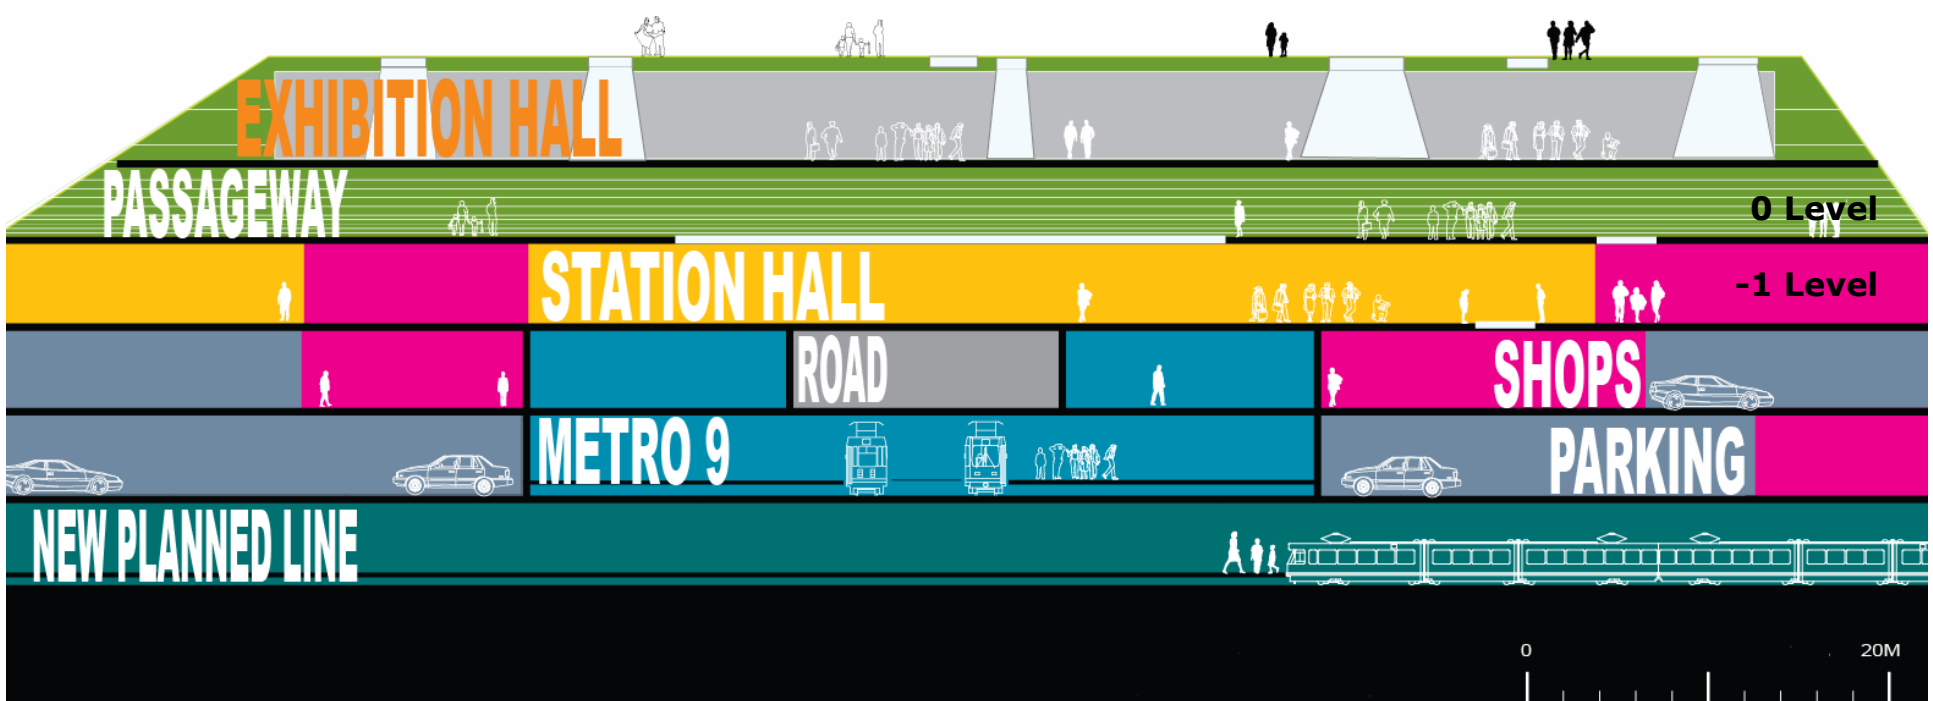 EXHIBITION HALL
PASSAGEWAY
0 Level
STATION HALL
-1 Level
ROAD
SHOPS
METRO 9
PARKING
NEW PLANNED LINE
0 20M